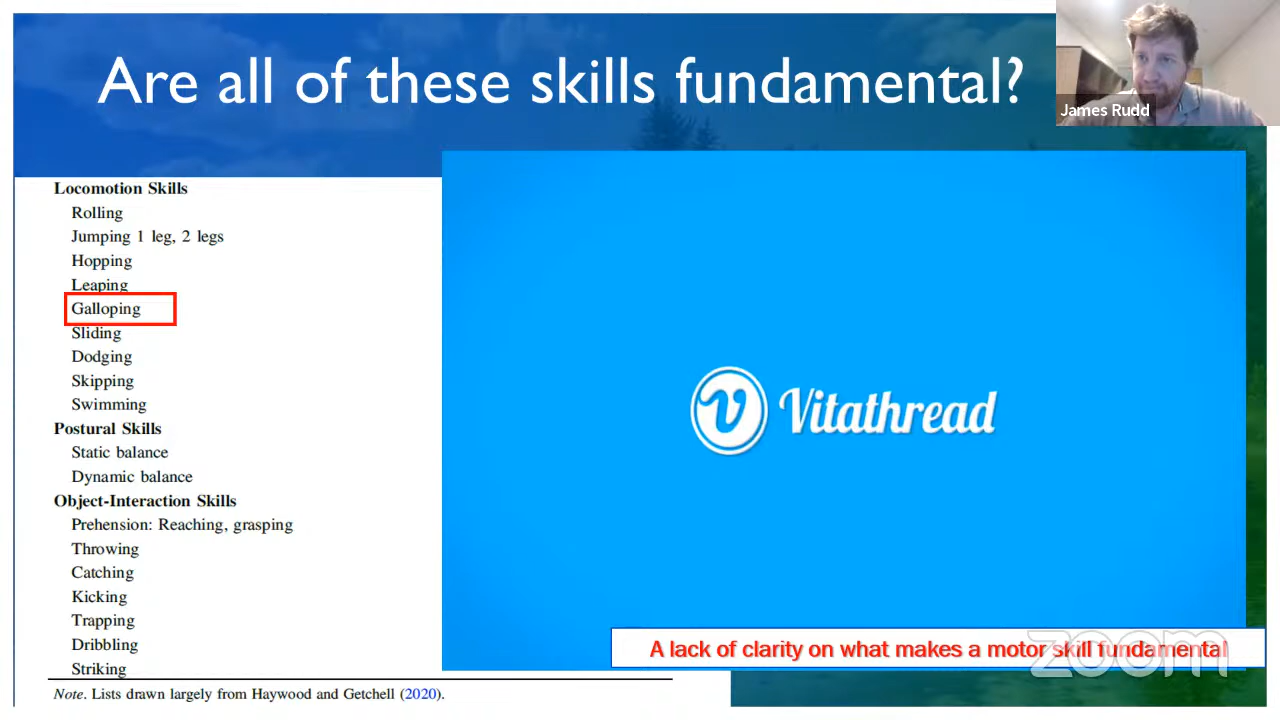 Are all of these skills fundamental?
James Rudd
Locomotion Skills
Rolling
Jumping 1 leg, 2 legs
Hopping
Leaping
Galloping
Sliding
Dodging
Skipping
Swimming
Postural Skills
Static balance
Dynamic balance
Object-Interaction Skills
Prehension: Reaching, grasping
Throwing
Catching
Kicking
Trapping
Dribbling
Striking
Note. Lists drawn largely from Haywood and Getchell (2020).
V Vitathread
A lack of clarity on what makes a motor skill fundamental
zoom